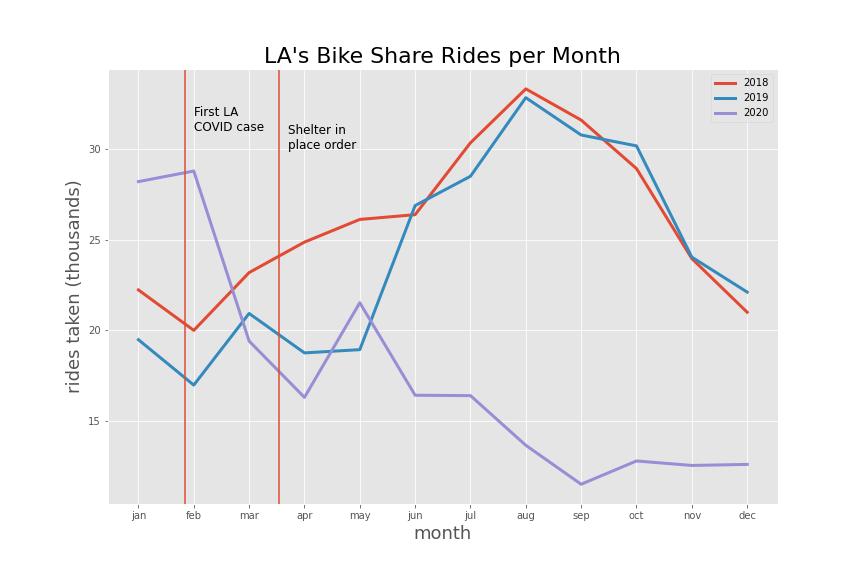 LA's Bike Share Rides per Month
2018
2019
2020
First LA
COVID case
Shelter in
place order
rides taken (thousands)
30
25
20
15
jan feb mar apr may jun jul aug sep oct nov dec
month